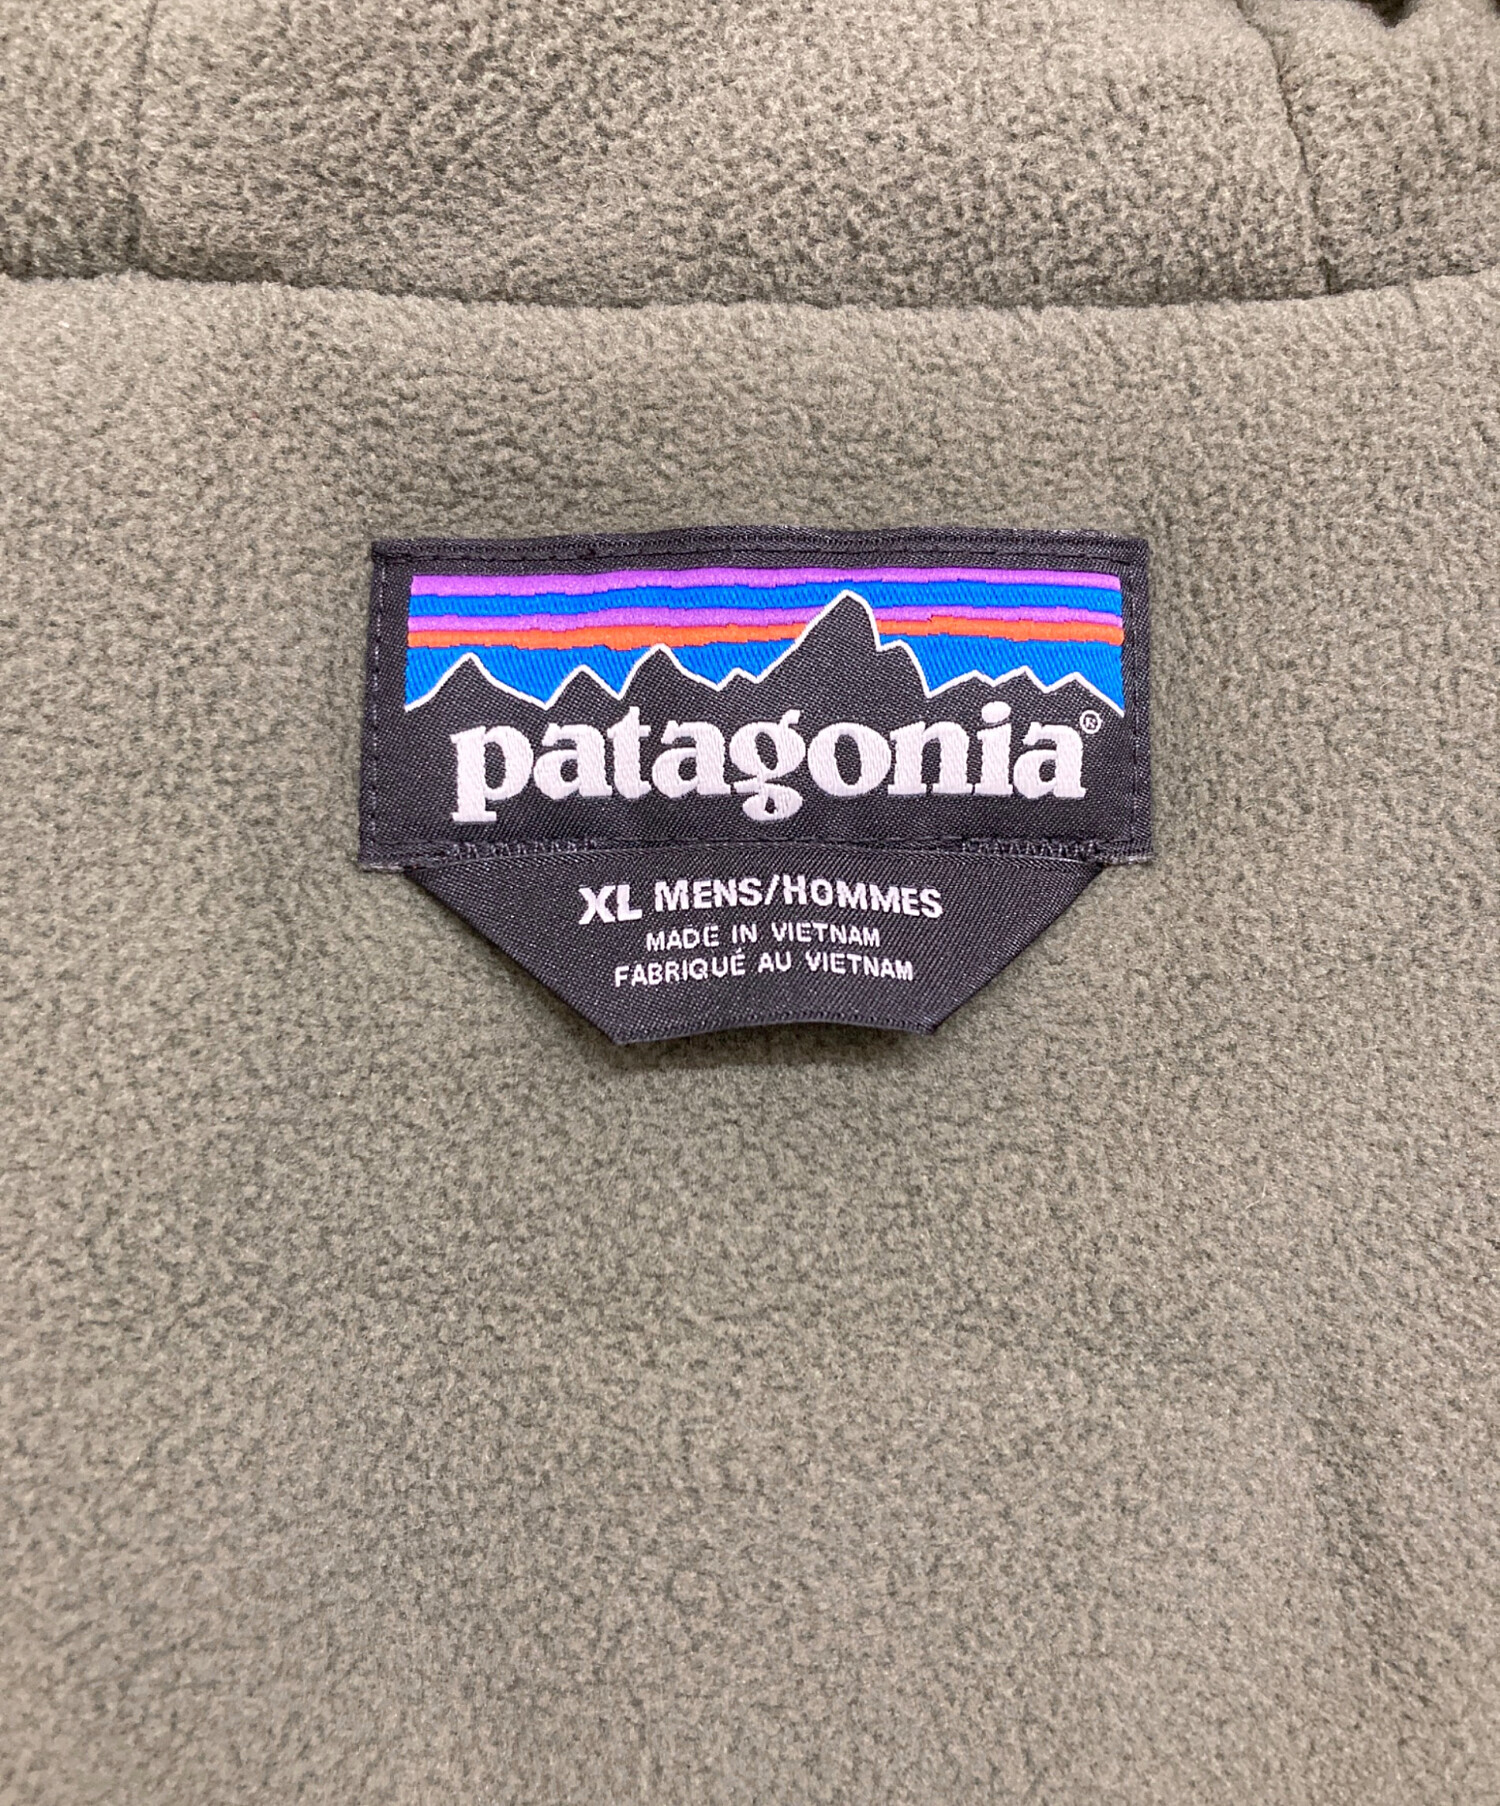 patagonia®
XL MENS/HOMMES
MADE IN VIETNAM
FABRIQUÉ AU VIETNAM